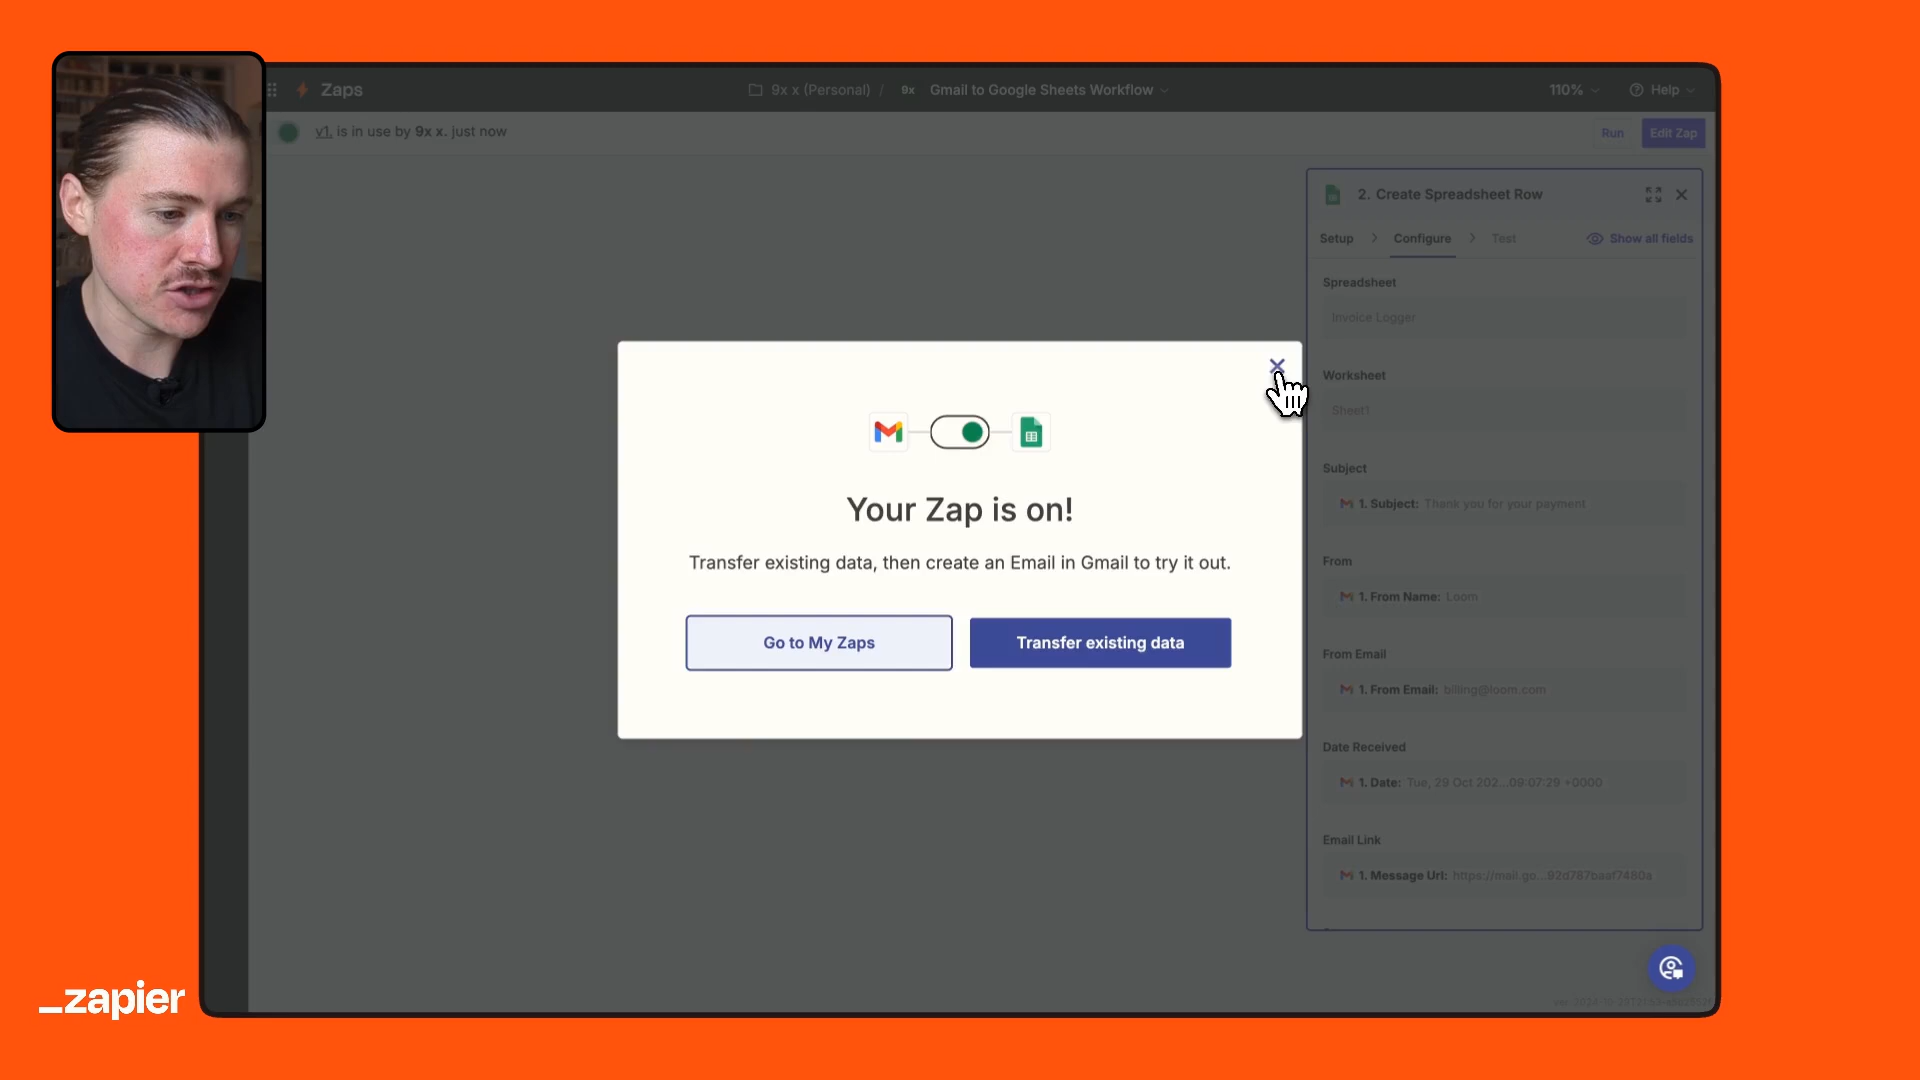 Zaps
9x x (Personal) / 9x Gmail to Google Sheets Workflow
110%
Help
v1. is in use by 9x x. just now
Run
Edit Zap
2. Create Spreadsheet Row
Setup
Configure
Test
Show all fields
Spreadsheet
Invoice Logger
Worksheet
Sheet1
Subject
1. Subject: Thank you for your payment
From
1. From Name: Loom
From Email
1. From Email: billing@loom.com
Date Received
1. Date: Tue, 29 Oct 202...09:07:29 +0000
Email Link
1. Message Url: https://mail.go...92d787baaf7480a
Your Zap is on!
Transfer existing data, then create an Email in Gmail to try it out.
Go to My Zaps
Transfer existing data
_zapier